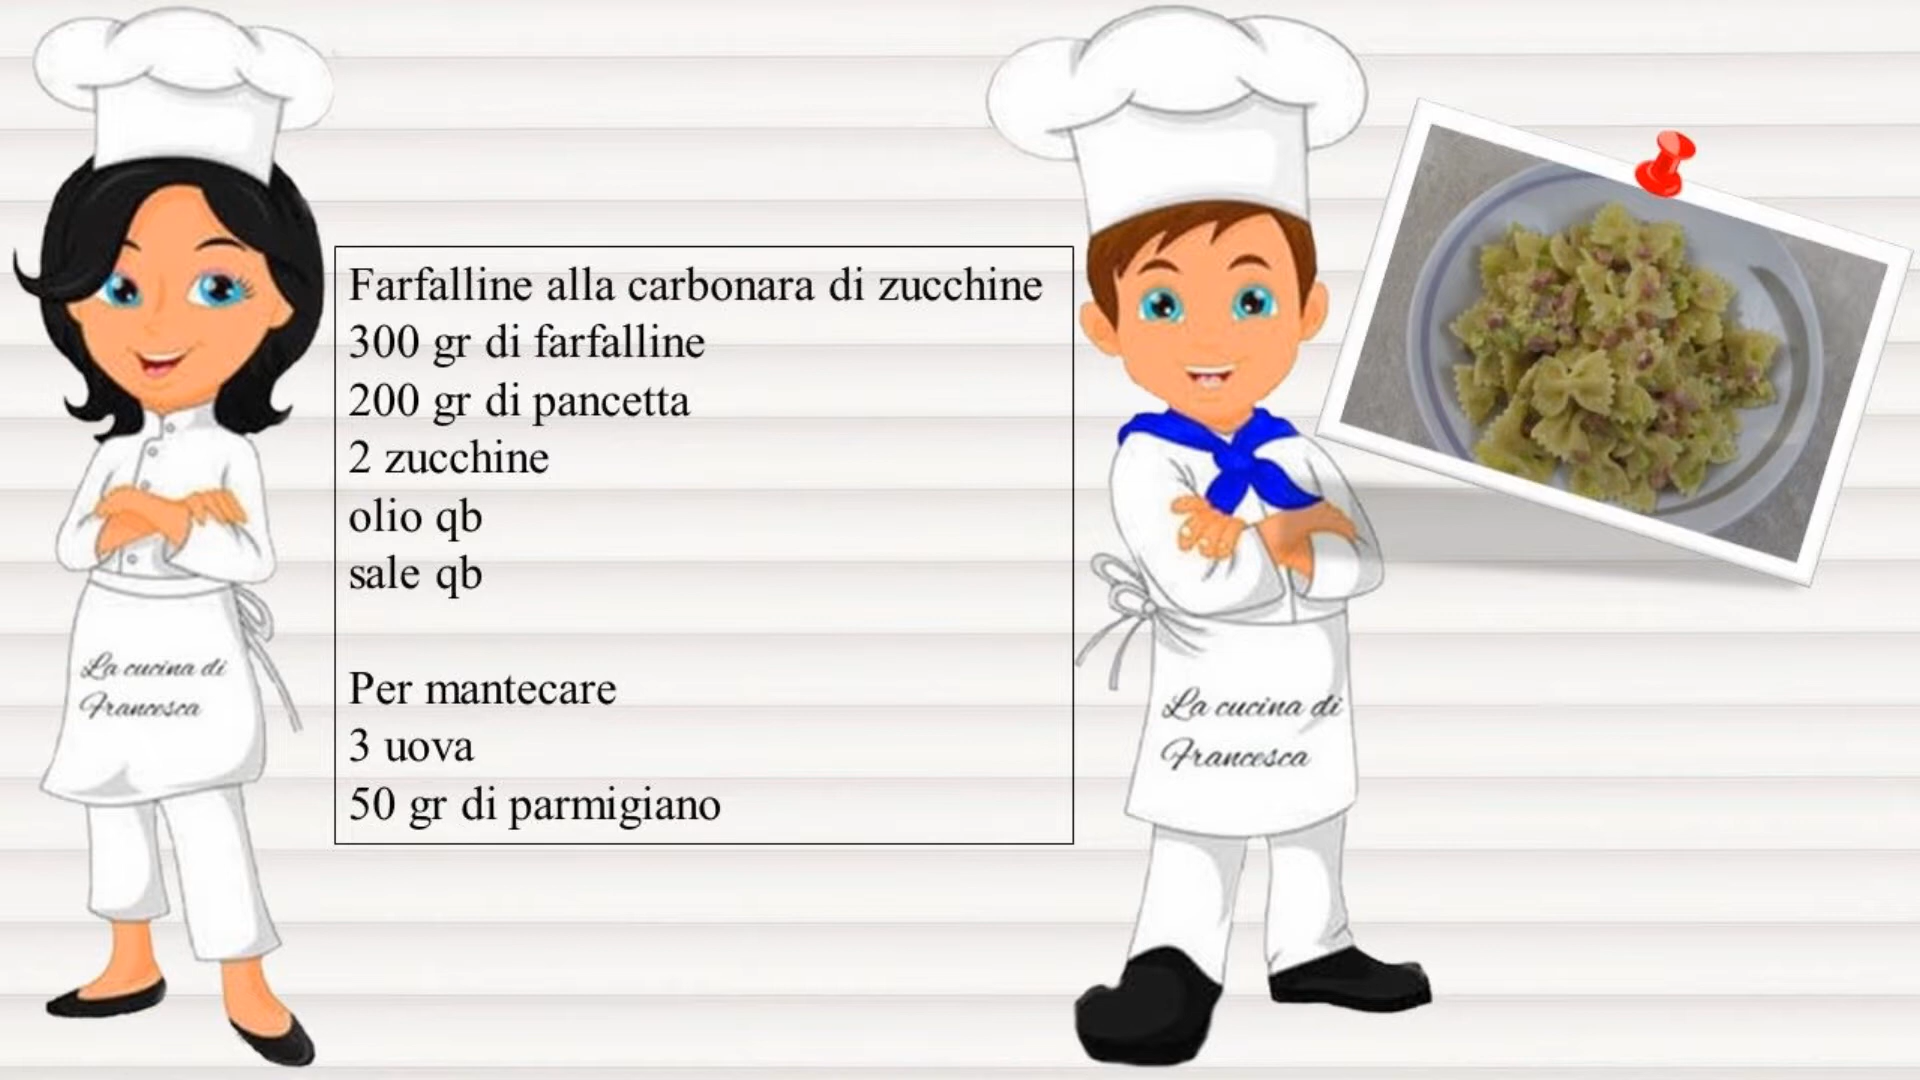 Farfalline alla carbonara di zucchine
300 gr di farfalline
200 gr di pancetta
2 zucchine
olio qb
sale qb
Per mantecare
3 uova
50 gr di parmigiano
La cucina di
Francesca
La cucina di
Francesca